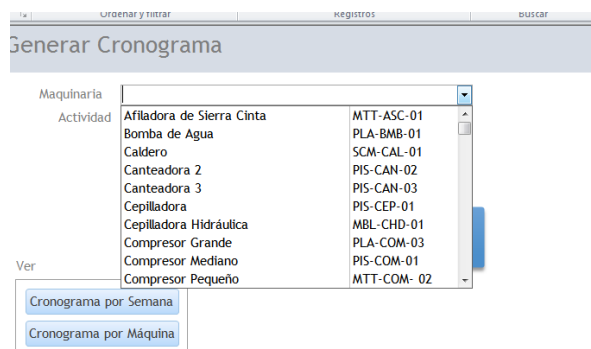 Ordenar y filtrar Registros Buscar
Generar Cronograma
Maquinaria
Actividad
Afiladora de Sierra Cinta MTT-ASC-01
Bomba de Agua PLA-BMB-01
Caldero SCM-CAL-01
Canteadora 2 PIS-CAN-02
Canteadora 3 PIS-CAN-03
Cepilladora PIS-CEP-01
Cepilladora Hidráulica MBL-CHD-01
Compresor Grande PLA-COM-03
Compresor Mediano PIS-COM-01
Compresor Pequeño MTT-COM- 02
Ver
Cronograma por Semana
Cronograma por Máquina